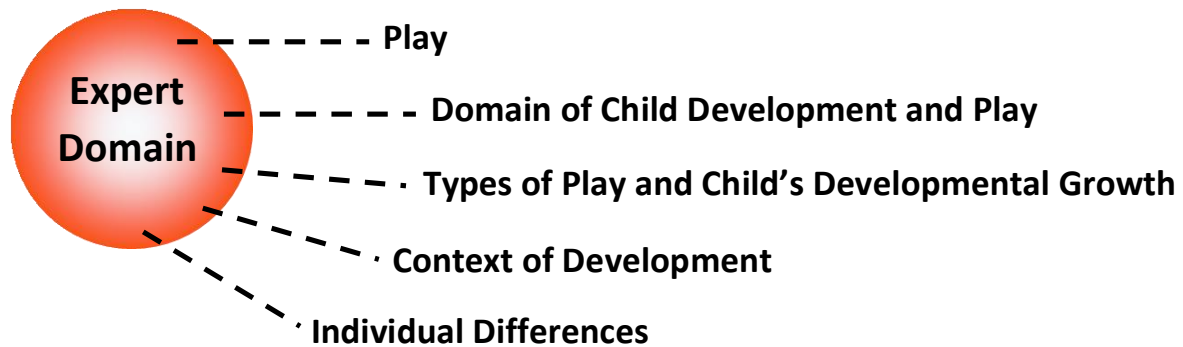 Expert
Domain
Play
Domain of Child Development and Play
Types of Play and Child’s Developmental Growth
Context of Development
Individual Differences